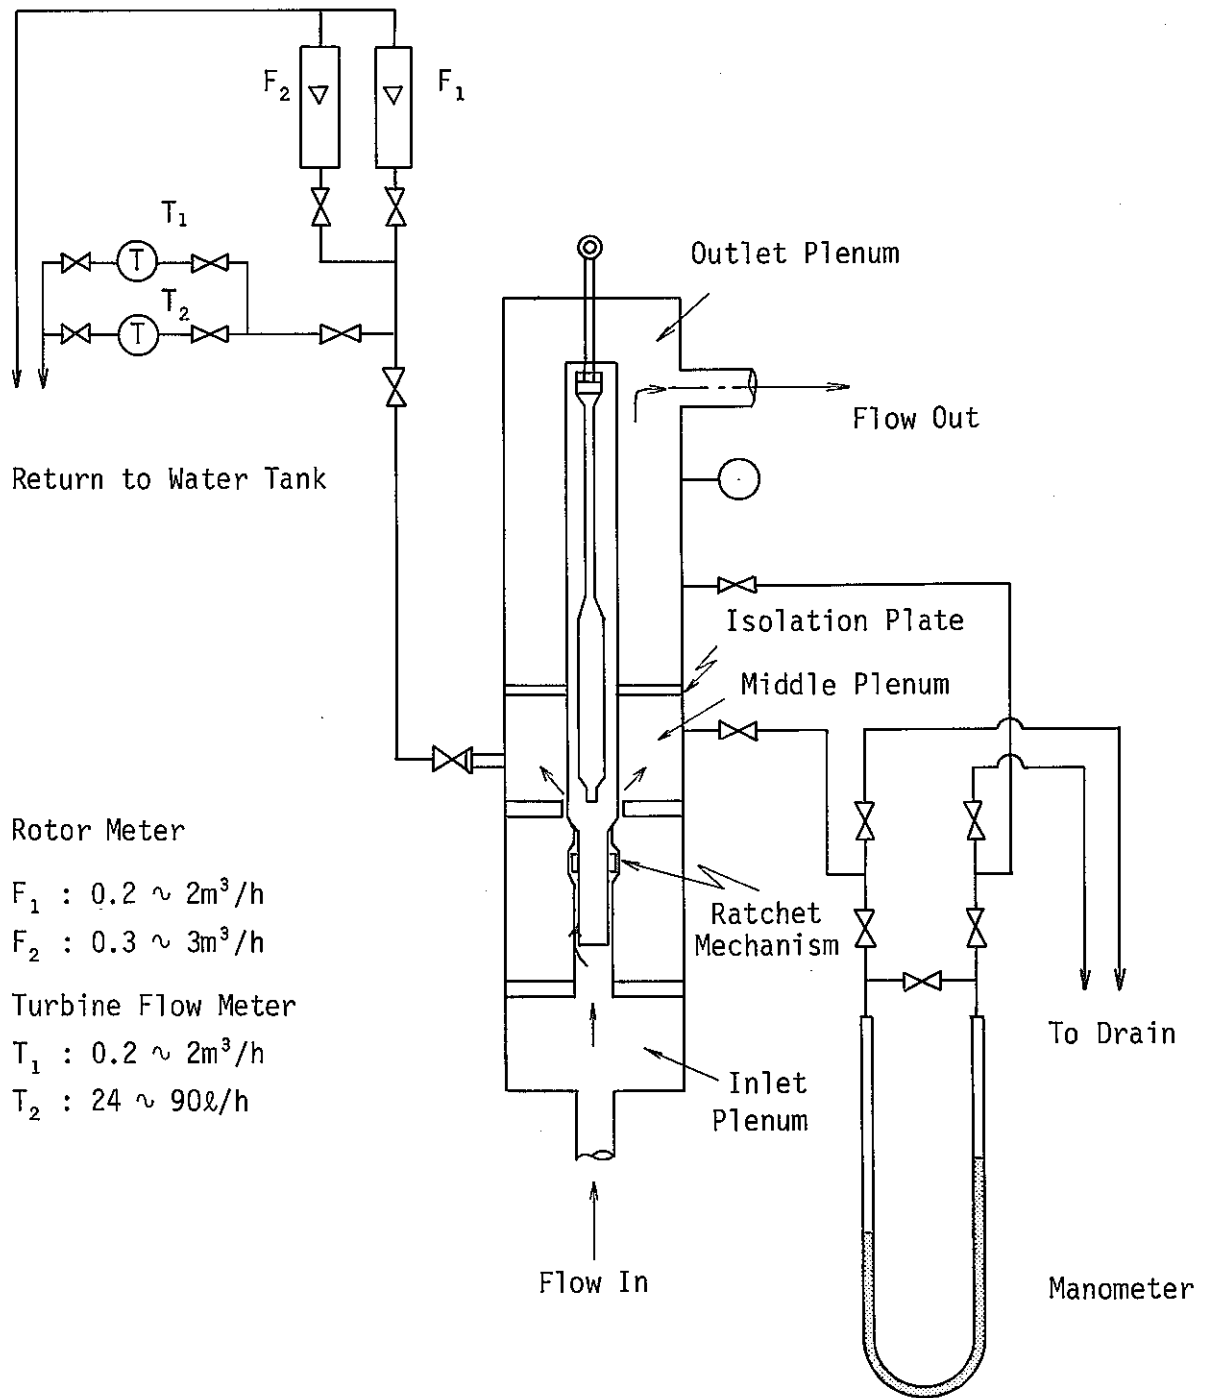 F₂
F₁
T₁
T
T₂
T
Outlet Plenum
Flow Out
Return to Water Tank
Isolation Plate
Middle Plenum
Rotor Meter
F₁ : 0.2 ~ 2m³/h
F₂ : 0.3 ~ 3m³/h
Ratchet
Mechanism
Turbine Flow Meter
T₁ : 0.2 ~ 2m³/h
T₂ : 24 ~ 90ℓ/h
To Drain
Inlet
Plenum
Flow In
Manometer